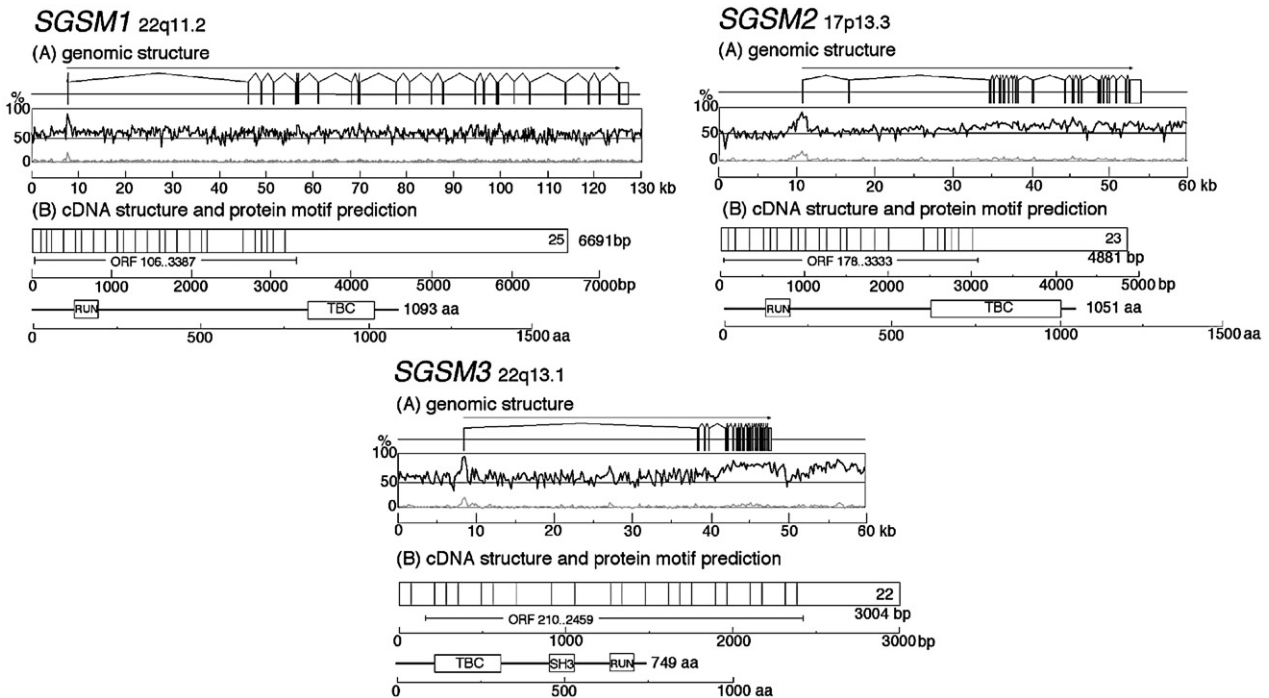 SGSM1 22q11.2
(A) genomic structure
%
100
50
0
0 10 20 30 40 50 60 70 80 90 100 110 120 130 kb
(B) cDNA structure and protein motif prediction
25 6691bp
ORF 106..3387
0 1000 2000 3000 4000 5000 6000 7000bp
RUN TBC 1093 aa
0 500 1000 1500 aa
SGSM2 17p13.3
(A) genomic structure
%
100
50
0
0 10 20 30 40 50 60 kb
(B) cDNA structure and protein motif prediction
23
4881 bp
ORF 178..3333
0 1000 2000 3000 4000 5000 bp
RUN TBC 1051 aa
0 500 1000 1500 aa
SGSM3 22q13.1
(A) genomic structure
%
100
50
0
0 10 20 30 40 50 60 kb
(B) cDNA structure and protein motif prediction
22
3004 bp
ORF 210..2459
0 1000 2000 3000 bp
TBC SH3 RUN 749 aa
0 500 1000 aa